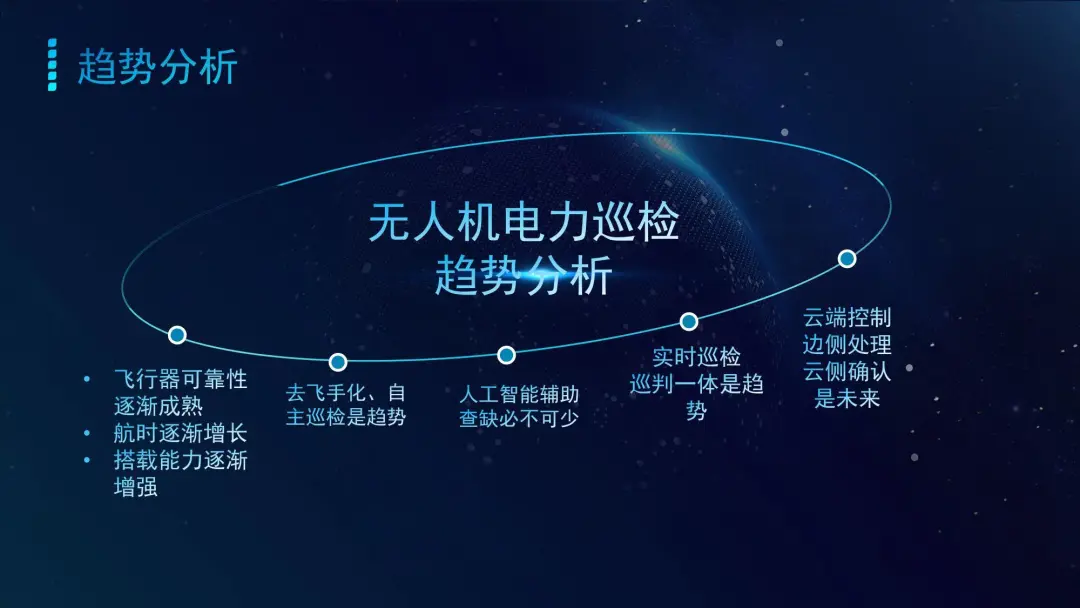 趋势分析
无人机电力巡检
趋势分析
• 飞行器可靠性
逐渐成熟
• 航时逐渐增长
• 搭载能力逐渐
增强
去飞手化、自
主巡检是趋势
人工智能辅助
查缺必不可少
实时巡检
巡判一体是趋
势
云端控制
边侧处理
云侧确认
是未来